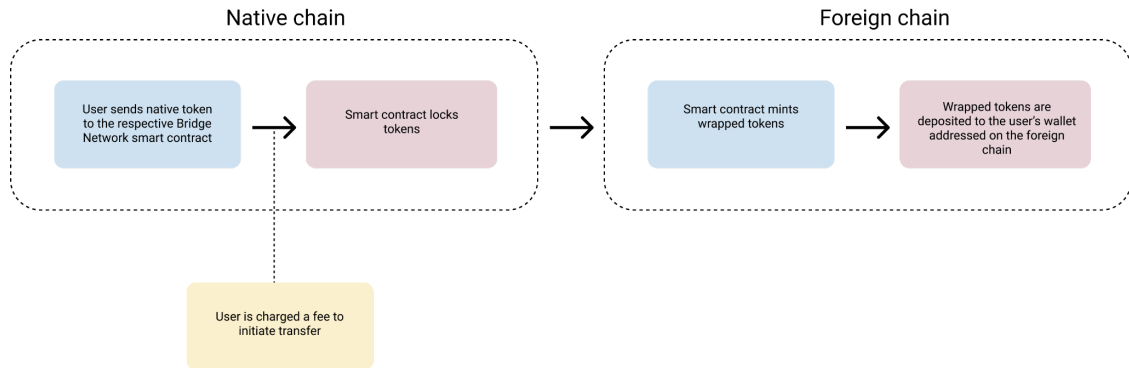 Native chain
User sends native token
to the respective Bridge
Network smart contract
Smart contract locks
tokens
User is charged a fee to
initiate transfer
Foreign chain
Smart contract mints
wrapped tokens
Wrapped tokens are
deposited to the user's wallet
addressed on the foreign
chain